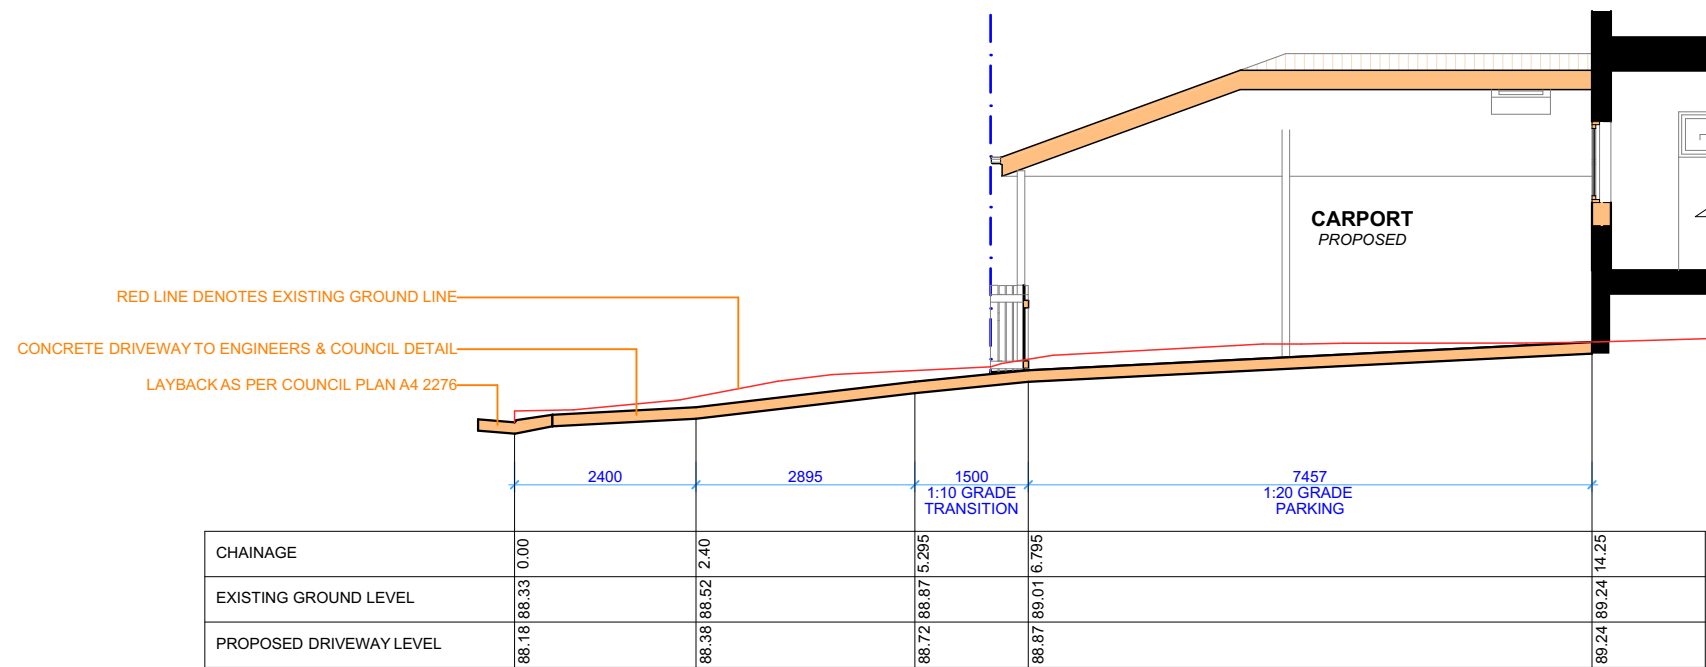 CARPORT
PROPOSED
RED LINE DENOTES EXISTING GROUND LINE
CONCRETE DRIVEWAY TO ENGINEERS & COUNCIL DETAIL
LAYBACK AS PER COUNCIL PLAN A4 2276
2400
2895
1500
1:10 GRADE
TRANSITION
7457
1:20 GRADE
PARKING
CHAINAGE 0.00 2.40 5.295 6.795 14.25
EXISTING GROUND LEVEL 88.33 88.52 88.87 89.01 89.24
PROPOSED DRIVEWAY LEVEL 88.18 88.38 88.72 88.87 89.24